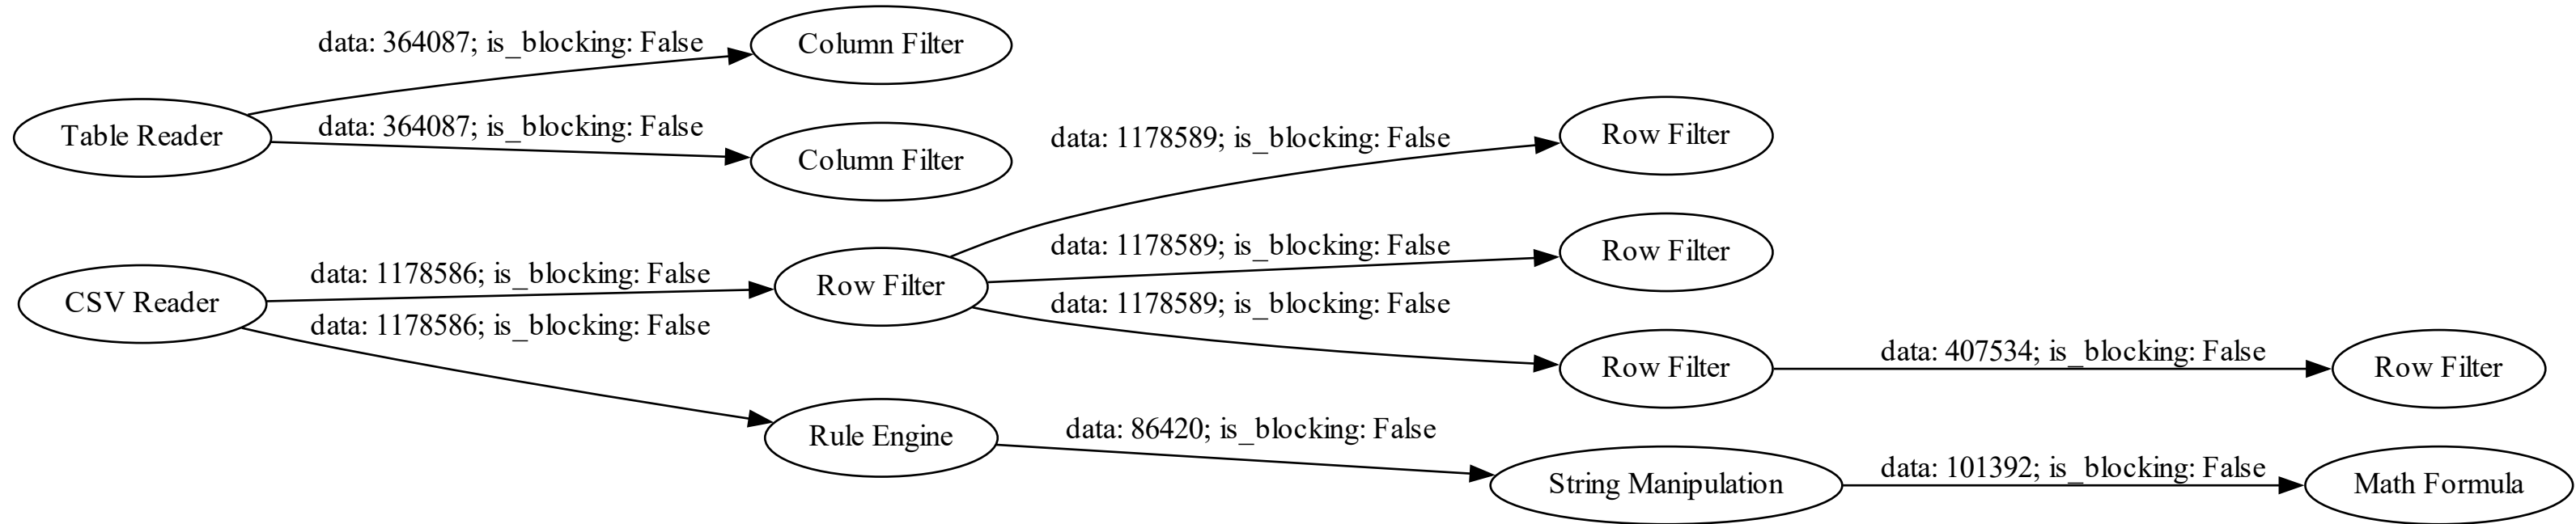 data: 364087; is_blocking: False
Column Filter
Table Reader
data: 364087; is_blocking: False
Column Filter
data: 1178589; is_blocking: False
Row Filter
data: 1178589; is_blocking: False
Row Filter
CSV Reader
data: 1178586; is_blocking: False
Row Filter
data: 1178589; is_blocking: False
data: 1178586; is_blocking: False
Row Filter
data: 407534; is_blocking: False
Row Filter
Rule Engine
data: 86420; is_blocking: False
String Manipulation
data: 101392; is_blocking: False
Math Formula